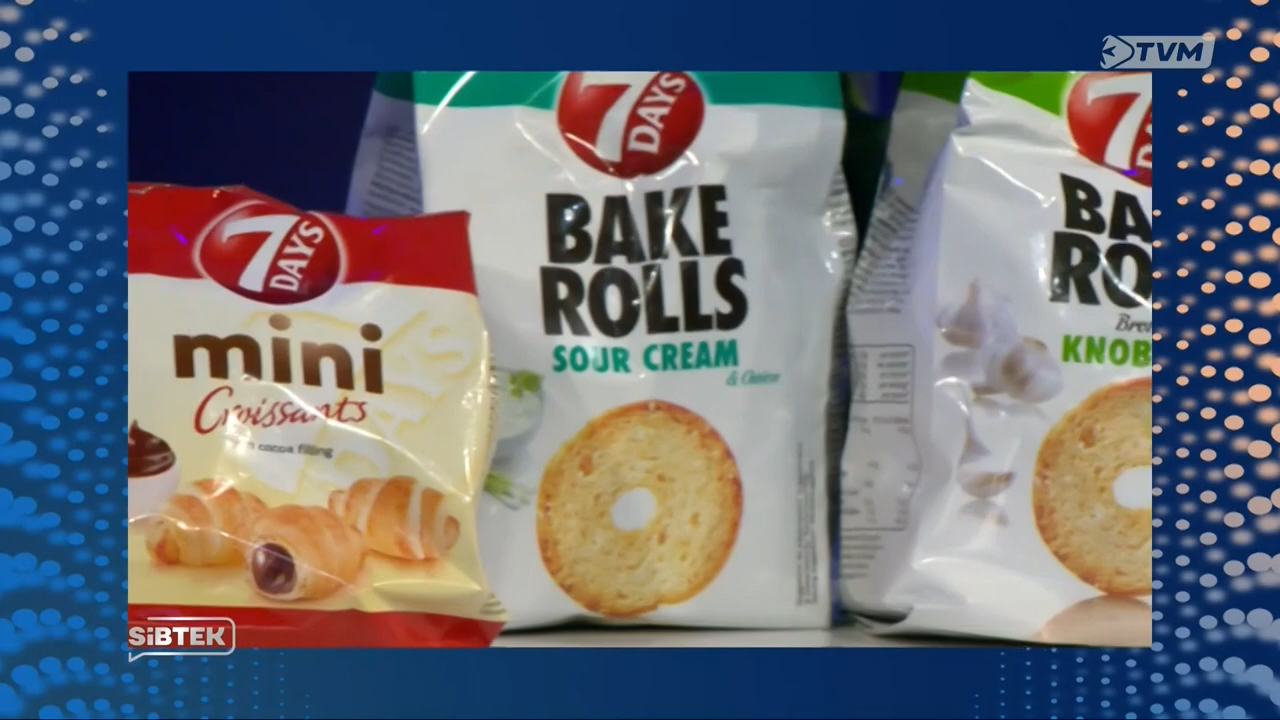 TVM
7 DAYS
BAKE
ROLLS
SOUR CREAM
& Onion
7 DAYS
mini
Croissants
cocoa filling
7
BA
RO
KNOB
SiBTEK